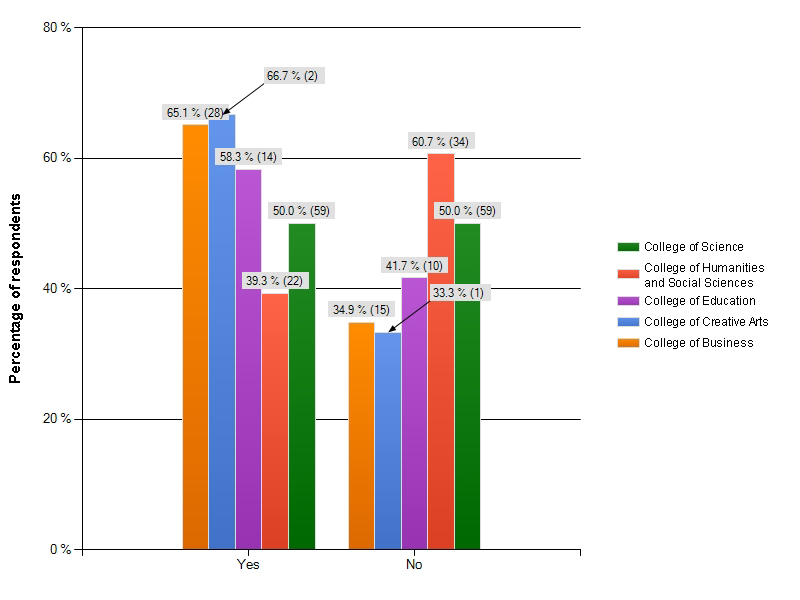 80 %
66.7 % (2)
65.1 % (28)
60.7 % (34)
60 %
58.3 % (14)
50.0 % (59)
50.0 % (59)
Percentage of respondents
41.7 % (10)
39.3 % (22)
40 %
33.3 % (1)
34.9 % (15)
20 %
0 %
Yes
No
College of Science
College of Humanities
and Social Sciences
College of Education
College of Creative Arts
College of Business